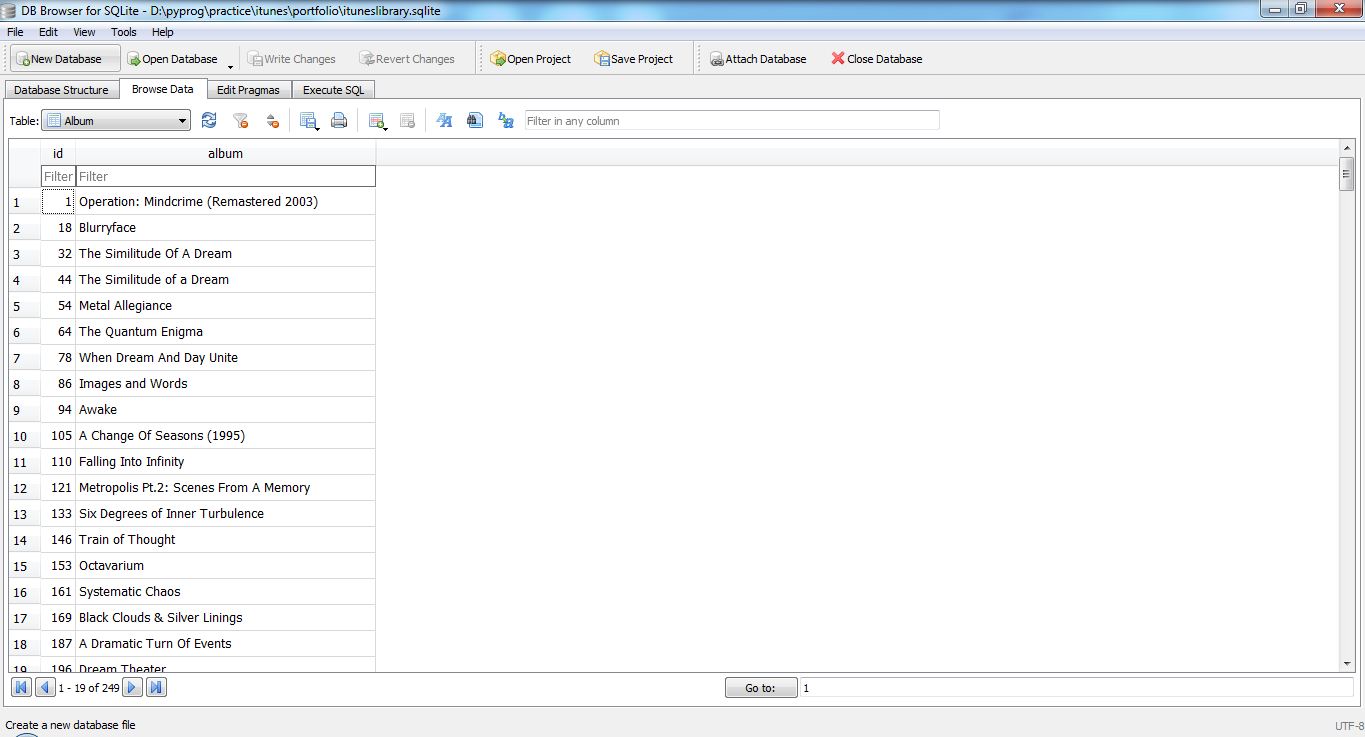 DB Browser for SQLite - D:\pyprog\practice\itunes\portfolio\ituneslibrary.sqlite
File Edit View Tools Help
New Database Open Database Write Changes Revert Changes Open Project Save Project Attach Database Close Database
Database Structure Browse Data Edit Pragmas Execute SQL
Table: Album Filter in any column
id album
Filter Filter
1 1 Operation: Mindcrime (Remastered 2003)
2 18 Blurryface
3 32 The Similitude Of A Dream
4 44 The Similitude of a Dream
5 54 Metal Allegiance
6 64 The Quantum Enigma
7 78 When Dream And Day Unite
8 86 Images and Words
9 94 Awake
10 105 A Change Of Seasons (1995)
11 110 Falling Into Infinity
12 121 Metropolis Pt.2: Scenes From A Memory
13 133 Six Degrees of Inner Turbulence
14 146 Train of Thought
15 153 Octavarium
16 161 Systematic Chaos
17 169 Black Clouds & Silver Linings
18 187 A Dramatic Turn Of Events
19 196 Dream Theater
1 - 19 of 249 Go to: 1
Create a new database file UTF-8